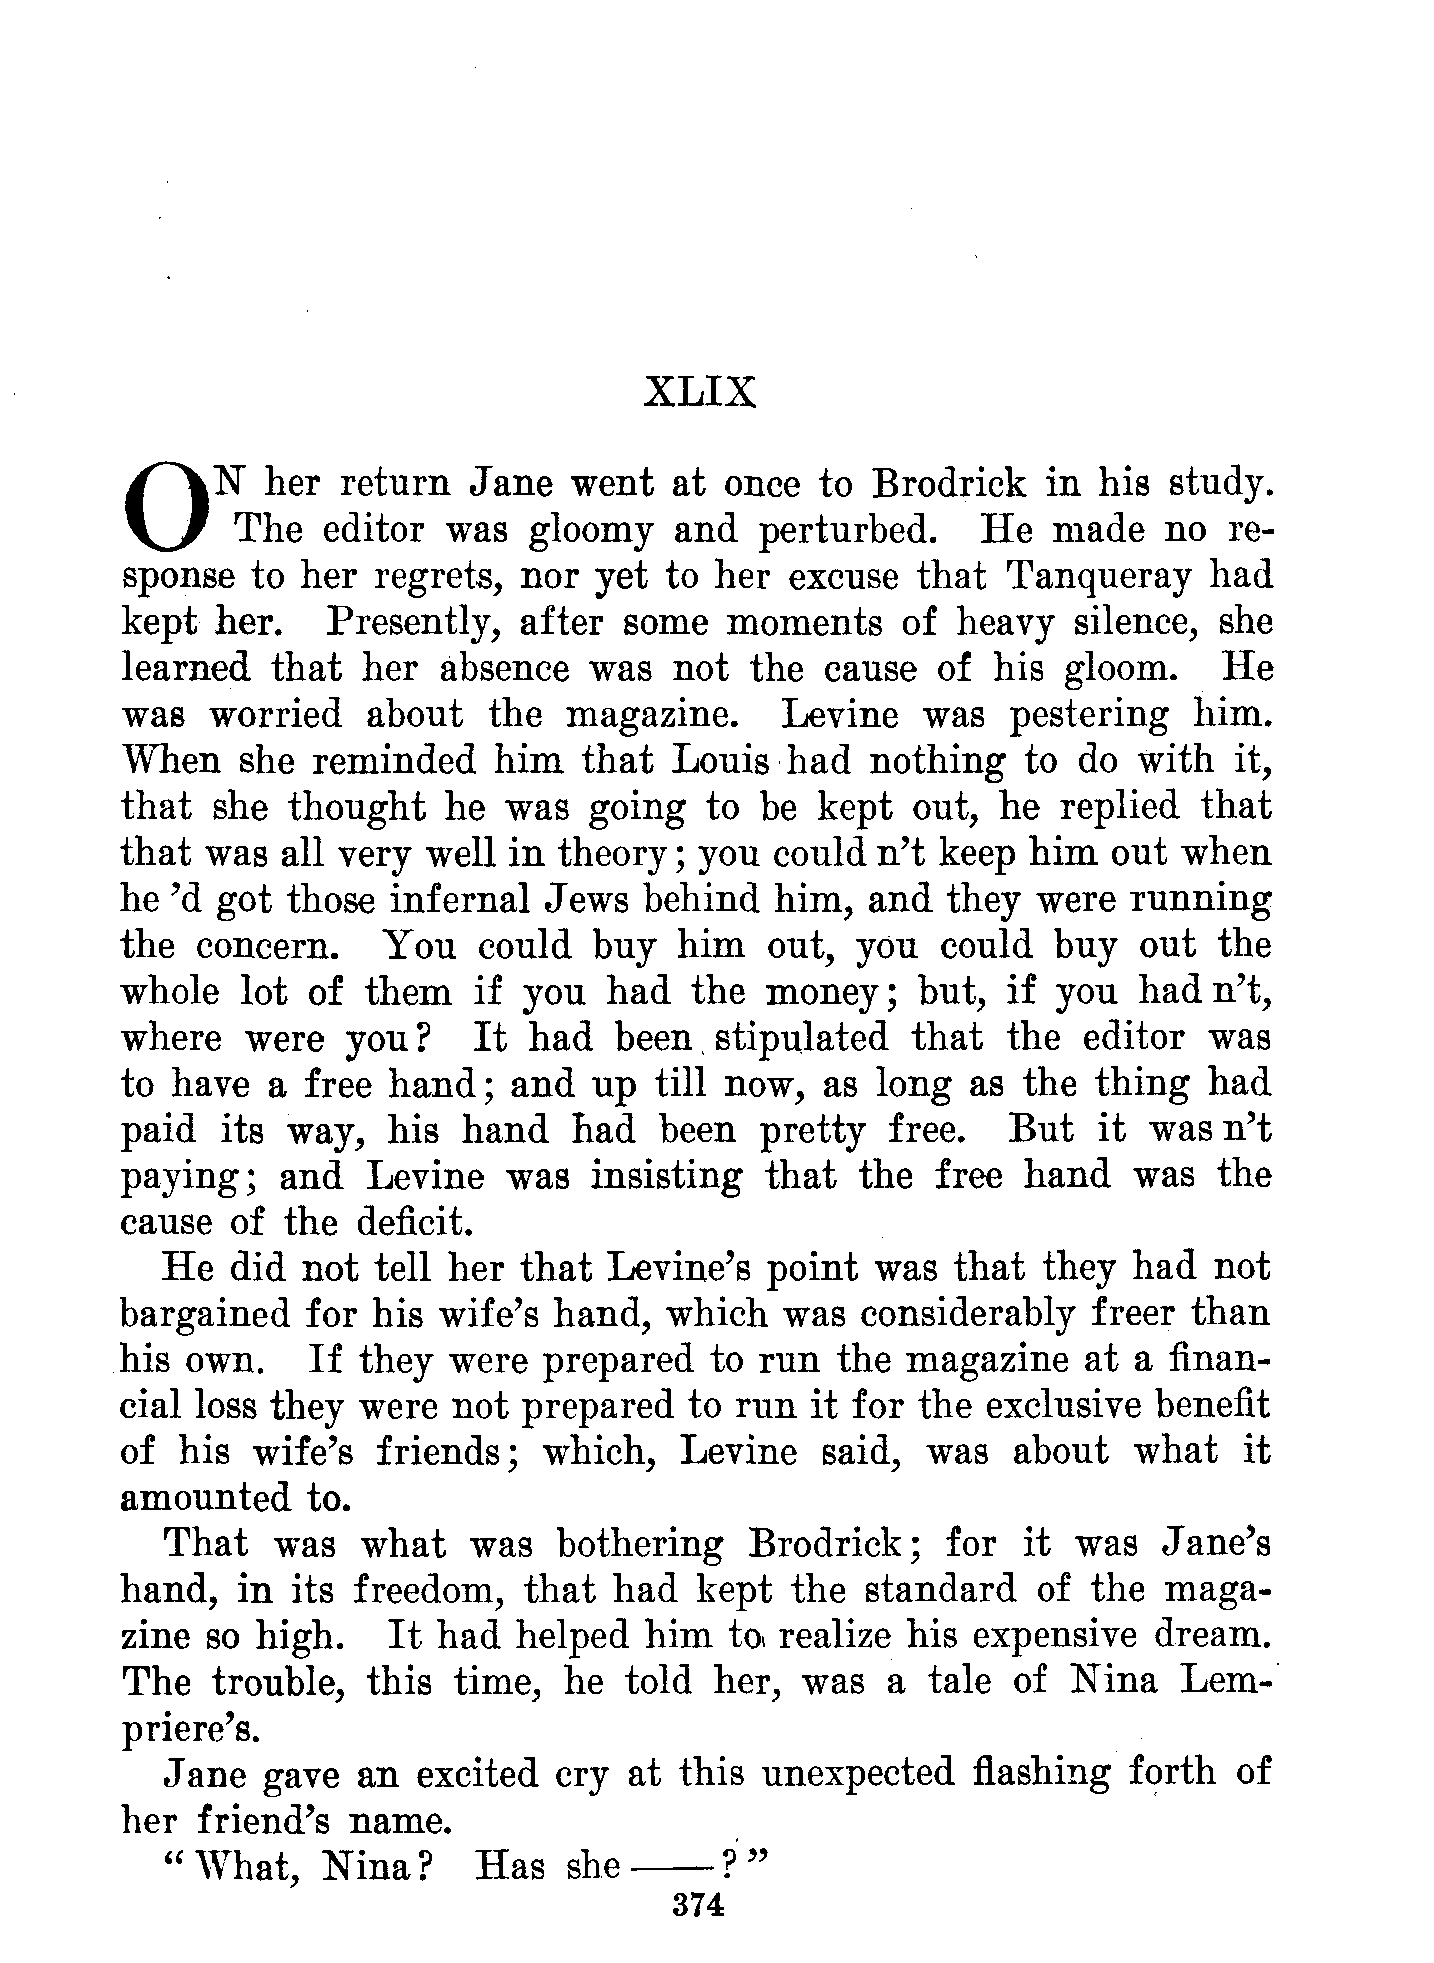 XLIX
ON her return Jane went at once to Brodrick in his study.
The editor was gloomy and perturbed. He made no re-
sponse to her regrets, nor yet to her excuse that Tanqueray had
kept her. Presently, after some moments of heavy silence, she
learned that her absence was not the cause of his gloom. He
was worried about the magazine. Levine was pestering him.
When she reminded him that Louis had nothing to do with it,
that she thought he was going to be kept out, he replied that
that was all very well in theory; you could n't keep him out when
he 'd got those infernal Jews behind him, and they were running
the concern. You could buy him out, you could buy out the
whole lot of them if you had the money; but, if you had n't,
where were you? It had been stipulated that the editor was
to have a free hand; and up till now, as long as the thing had
paid its way, his hand had been pretty free. But it was n't
paying; and Levine was insisting that the free hand was the
cause of the deficit.
He did not tell her that Levine's point was that they had not
bargained for his wife's hand, which was considerably freer than
his own. If they were prepared to run the magazine at a finan-
cial loss they were not prepared to run it for the exclusive benefit
of his wife's friends; which, Levine said, was about what it
amounted to.
That was what was bothering Brodrick; for it was Jane's
hand, in its freedom, that had kept the standard of the maga-
zine so high. It had helped him to realize his expensive dream.
The trouble, this time, he told her, was a tale of Nina Lem-
priere's.
Jane gave an excited cry at this unexpected flashing forth of
her friend's name.
"What, Nina? Has she ——?"
374